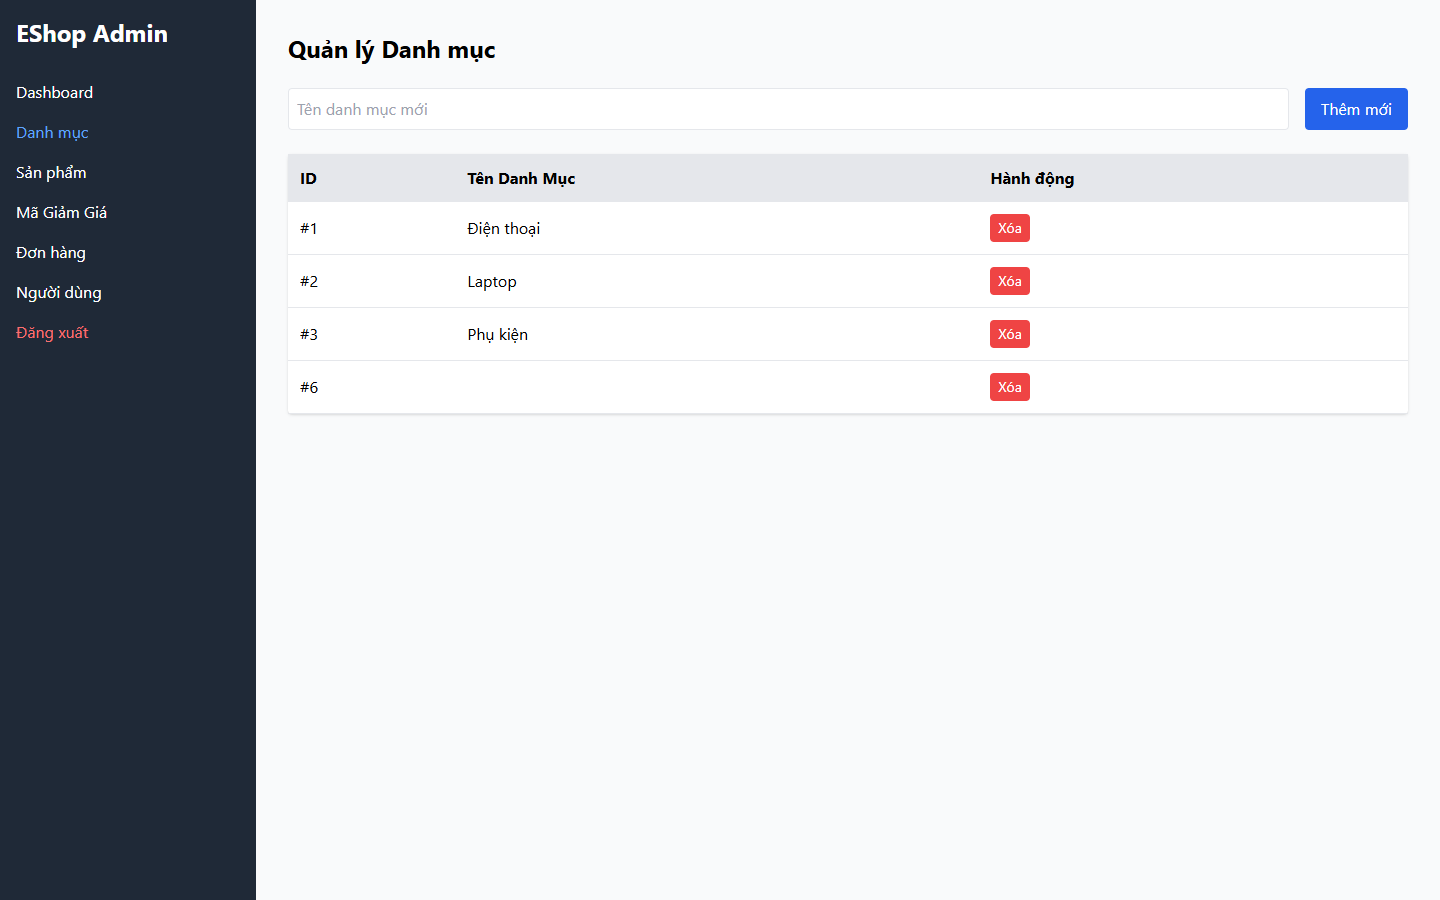 EShop Admin
Dashboard
Danh mục
Sản phẩm
Mã Giảm Giá
Đơn hàng
Người dùng
Đăng xuất
Quản lý Danh mục
Tên danh mục mới
Thêm mới
ID Tên Danh Mục Hành động
#1 Điện thoại Xóa
#2 Laptop Xóa
#3 Phụ kiện Xóa
#6 Xóa